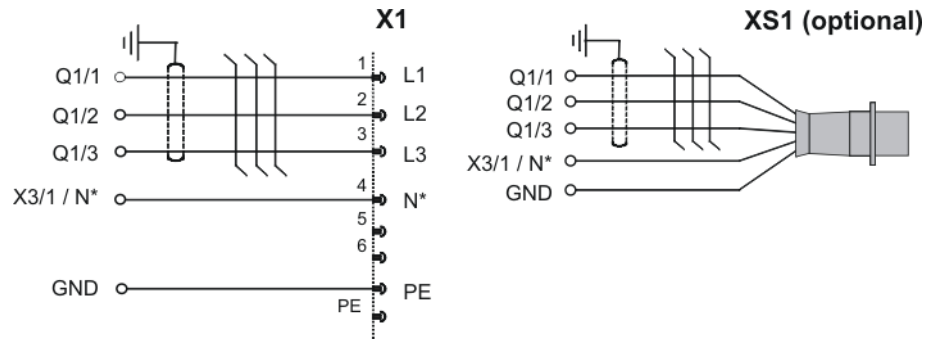 X1
1
Q1/1 L1
2
Q1/2 L2
3
Q1/3 L3
4
X3/1 / N* N*
5
6
GND PE
PE
XS1 (optional)
Q1/1
Q1/2
Q1/3
X3/1 / N*
GND